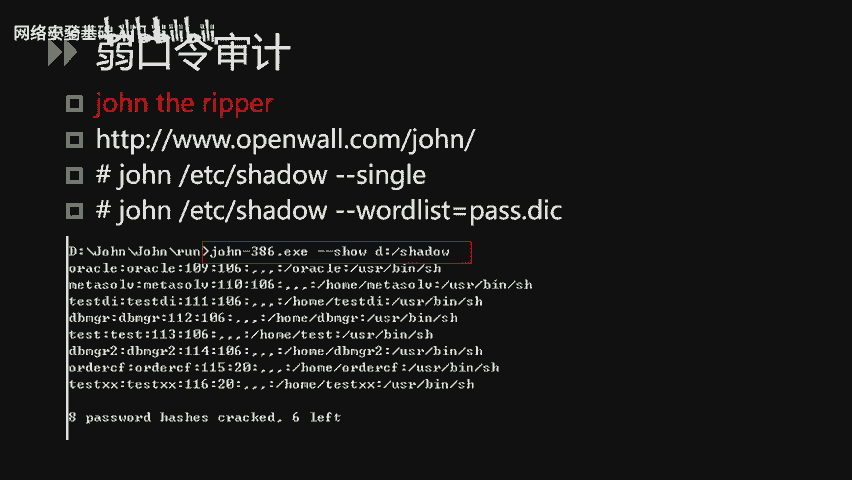 网络安全基础入门
弱口令审计
john the ripper
http://www.openwall.com/john/
# john /etc/shadow --single
# john /etc/shadow --wordlist=pass.dic
D:\John\John\run>john-386.exe --show d:/shadow
oracle:oracle:109:106:,,,:/oracle:/usr/bin/sh
metasolv:metasolv:110:106:,,,:/home/metasolv:/usr/bin/sh
testdi:testdi:111:106:,,,:/home/testdi:/usr/bin/sh
dbmgr:dbmgr:112:106:,,,:/home/dbmgr:/usr/bin/sh
test:test:113:106:,,,:/home/test:/usr/bin/sh
dbmgr2:dbmgr2:114:106:,,,:/home/dbmgr2:/usr/bin/sh
ordercf:ordercf:115:20:,,,:/home/ordercf:/usr/bin/sh
testxx:testxx:116:20:,,,:/home/testxx:/usr/bin/sh
8 password hashes cracked, 6 left